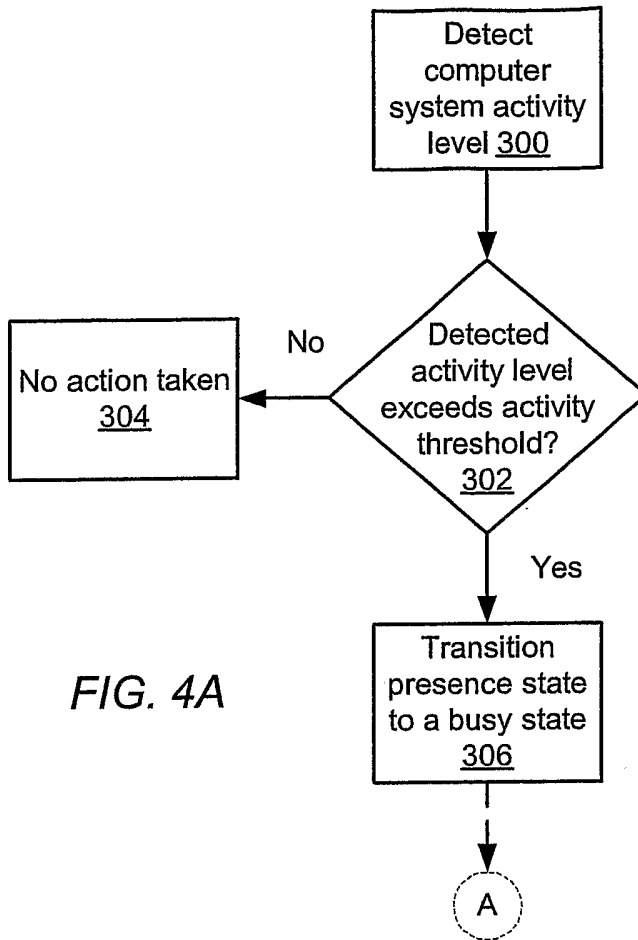 Detect
computer
system activity
level 300
No
Detected
activity level
exceeds activity
threshold?
302
No action taken
304
Yes
Transition
presence state
to a busy state
306
FIG. 4A
A